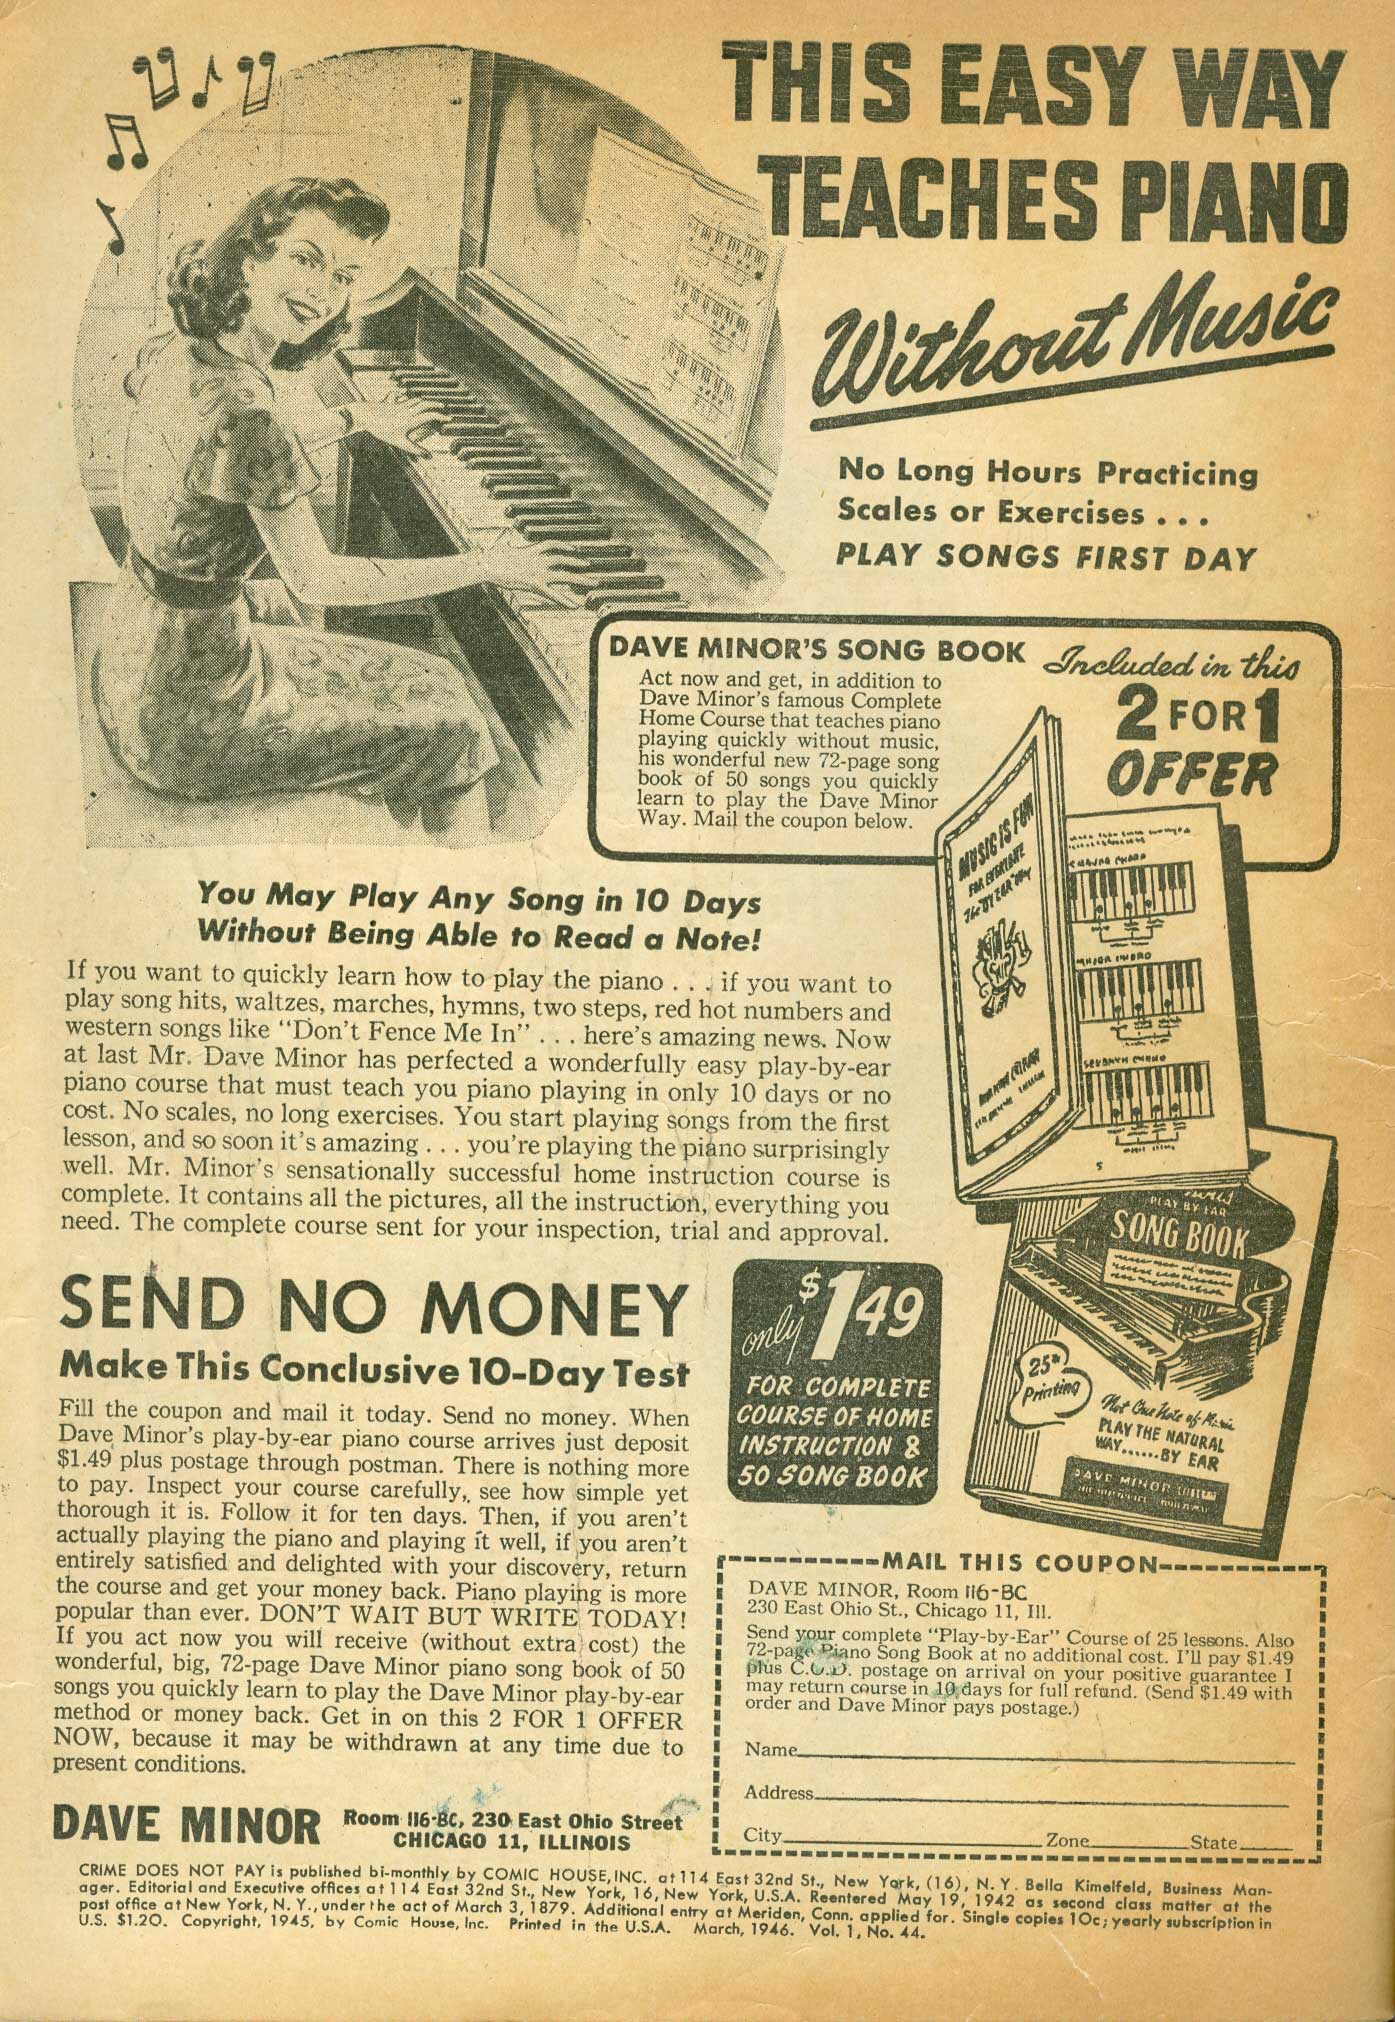 THIS EASY WAY
TEACHES PIANO
Without Music
No Long Hours Practicing
Scales or Exercises . . .
PLAY SONGS FIRST DAY
DAVE MINOR'S SONG BOOK
Act now and get, in addition to
Dave Minor's famous Complete
Home Course that teaches piano
playing quickly without music,
his wonderful new 72-page song
book of 50 songs you quickly
learn to play the Dave Minor
Way. Mail the coupon below.
Included in this
2 FOR 1
OFFER
MUSIC IS FUN
FOR EVERYONE
The "BY EAR" Way
MAJOR CHORD
MINOR CHORD
SEVENTH CHORD
5
PLAY BY EAR
SONG BOOK
25th
Printing
Not One Note of Music
PLAY THE NATURAL
WAY......BY EAR
DAVE MINOR
You May Play Any Song in 10 Days
Without Being Able to Read a Note!
If you want to quickly learn how to play the piano . . . if you want to
play song hits, waltzes, marches, hymns, two steps, red hot numbers and
western songs like "Don't Fence Me In" . . . here's amazing news. Now
at last Mr. Dave Minor has perfected a wonderfully easy play-by-ear
piano course that must teach you piano playing in only 10 days or no
cost. No scales, no long exercises. You start playing songs from the first
lesson, and so soon it's amazing . . . you're playing the piano surprisingly
well. Mr. Minor's sensationally successful home instruction course is
complete. It contains all the pictures, all the instruction, everything you
need. The complete course sent for your inspection, trial and approval.
SEND NO MONEY
Make This Conclusive 10-Day Test
Fill the coupon and mail it today. Send no money. When
Dave Minor's play-by-ear piano course arrives just deposit
$1.49 plus postage through postman. There is nothing more
to pay. Inspect your course carefully, see how simple yet
thorough it is. Follow it for ten days. Then, if you aren't
actually playing the piano and playing it well, if you aren't
entirely satisfied and delighted with your discovery, return
the course and get your money back. Piano playing is more
popular than ever. DON'T WAIT BUT WRITE TODAY!
If you act now you will receive (without extra cost) the
wonderful, big, 72-page Dave Minor piano song book of 50
songs you quickly learn to play the Dave Minor play-by-ear
method or money back. Get in on this 2 FOR 1 OFFER
NOW, because it may be withdrawn at any time due to
present conditions.
DAVE MINOR
Room 116-BC, 230 East Ohio Street
CHICAGO 11, ILLINOIS
only $1.49
FOR COMPLETE
COURSE OF HOME
INSTRUCTION &
50 SONG BOOK
MAIL THIS COUPON
DAVE MINOR, Room 116-BC
230 East Ohio St., Chicago 11, Ill.
Send your complete "Play-by-Ear" Course of 25 lessons. Also
72-page Piano Song Book at no additional cost. I'll pay $1.49
plus C.O.D. postage on arrival on your positive guarantee I
may return course in 10 days for full refund. (Send $1.49 with
order and Dave Minor pays postage.)
Name
Address
City Zone State
CRIME DOES NOT PAY is published bi-monthly by COMIC HOUSE, INC. at 114 East 32nd St., New York, (16), N. Y. Bella Kimelfeld, Business Man-
ager. Editorial and Executive offices at 114 East 32nd St., New York, 16, New York, U.S.A. Reentered May 19, 1942 as second class matter at the
post office at New York, N. Y., under the act of March 3, 1879. Additional entry at Meriden, Conn. applied for. Single copies 10c; yearly subscription in
U.S. $1.20. Copyright, 1945, by Comic House, Inc. Printed in the U.S.A. March, 1946. Vol. 1, No. 44.